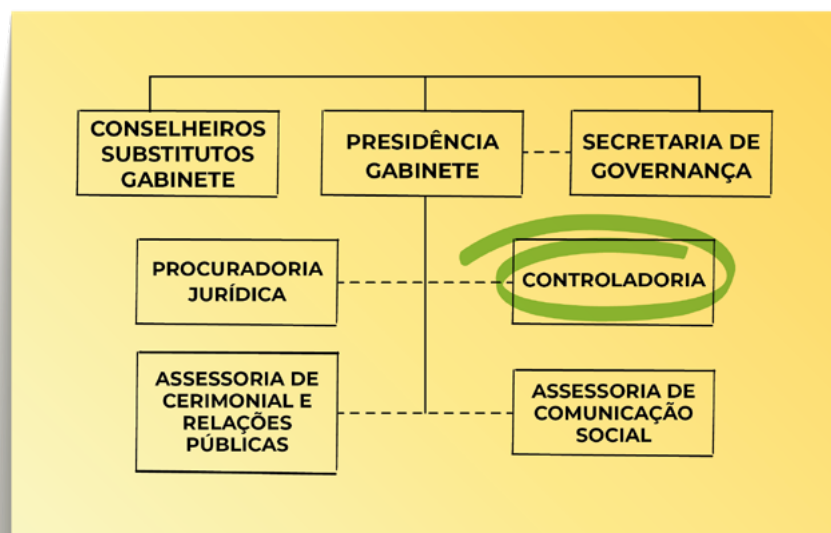 CONSELHEIROS
SUBSTITUTOS
GABINETE
PRESIDÊNCIA
GABINETE
SECRETARIA DE
GOVERNANÇA
PROCURADORIA
JURÍDICA
CONTROLADORIA
ASSESSORIA DE
CERIMONIAL E
RELAÇÕES
PÚBLICAS
ASSESSORIA DE
COMUNICAÇÃO
SOCIAL